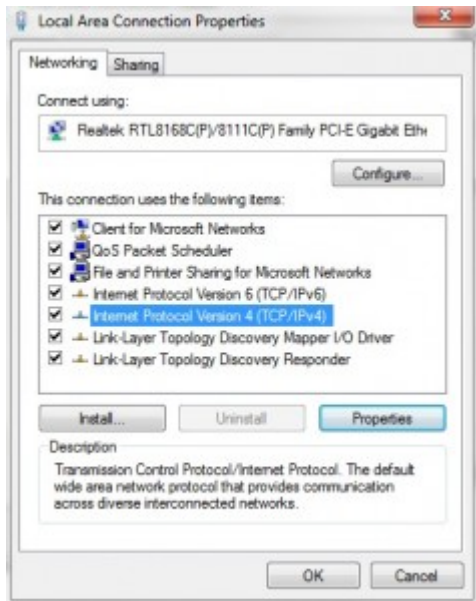 Local Area Connection Properties
Networking
Sharing
Connect using:
Realtek RTL8168C(P)/8111C(P) Family PCI-E Gigabit Ethe
Configure...
This connection uses the following items:
Client for Microsoft Networks
QoS Packet Scheduler
File and Printer Sharing for Microsoft Networks
Internet Protocol Version 6 (TCP/IPv6)
Internet Protocol Version 4 (TCP/IPv4)
Link-Layer Topology Discovery Mapper I/O Driver
Link-Layer Topology Discovery Responder
Install...
Uninstall
Properties
Description
Transmission Control Protocol/Internet Protocol. The default
wide area network protocol that provides communication
across diverse interconnected networks.
OK
Cancel